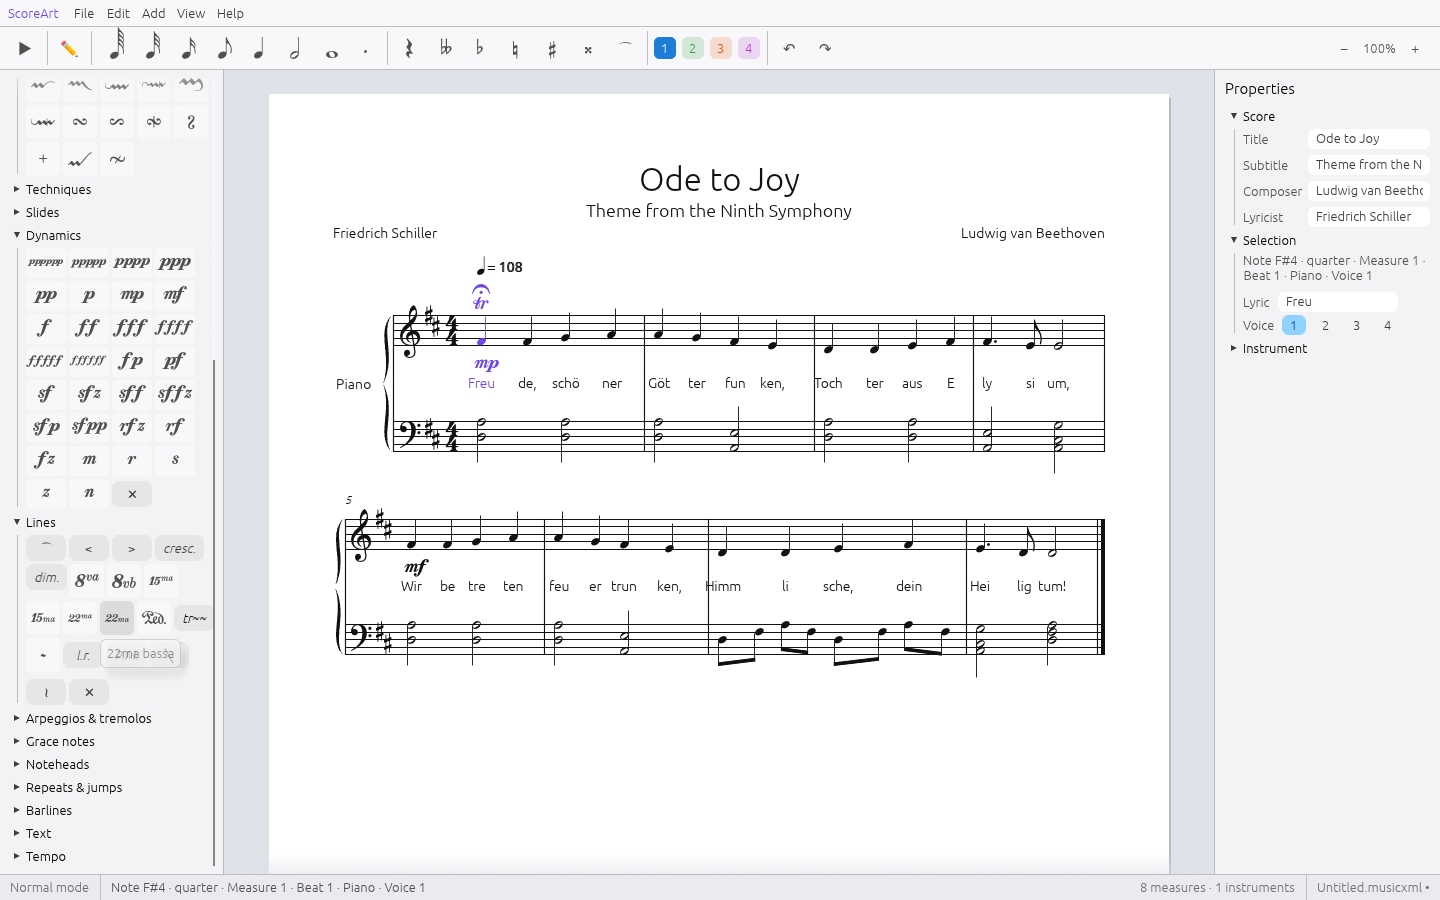 ScoreArt File Edit Add View Help
1 2 3 4 − 100% +
Techniques
Slides
Dynamics
pppppp ppppp pppp ppp
pp p mp mf
f ff fff ffff
fffff ffffff fp pf
sf sfz sff sffz
sfp sfpp rfz rf
fz m r s
z n ×
Lines
< > cresc.
dim. 8va 8vb 15ma
15ma 22ma 22ma Ped. tr~~
l.r. 22ma bassa
×
Arpeggios & tremolos
Grace notes
Noteheads
Repeats & jumps
Barlines
Text
Tempo
Ode to Joy
Theme from the Ninth Symphony
Friedrich Schiller Ludwig van Beethoven
= 108
tr
4 4
mp
Piano
Freu de, schö ner Göt ter fun ken, Toch ter aus E ly si um,
4 4
5
mf
Wir be tre ten feu er trun ken, Himm li sche, dein Hei lig tum!
Properties
Score
Title Ode to Joy
Subtitle Theme from the N
Composer Ludwig van Beetho
Lyricist Friedrich Schiller
Selection
Note F#4 · quarter · Measure 1 ·
Beat 1 · Piano · Voice 1
Lyric Freu
Voice 1 2 3 4
Instrument
Normal mode Note F#4 · quarter · Measure 1 · Beat 1 · Piano · Voice 1 8 measures · 1 instruments Untitled.musicxml •